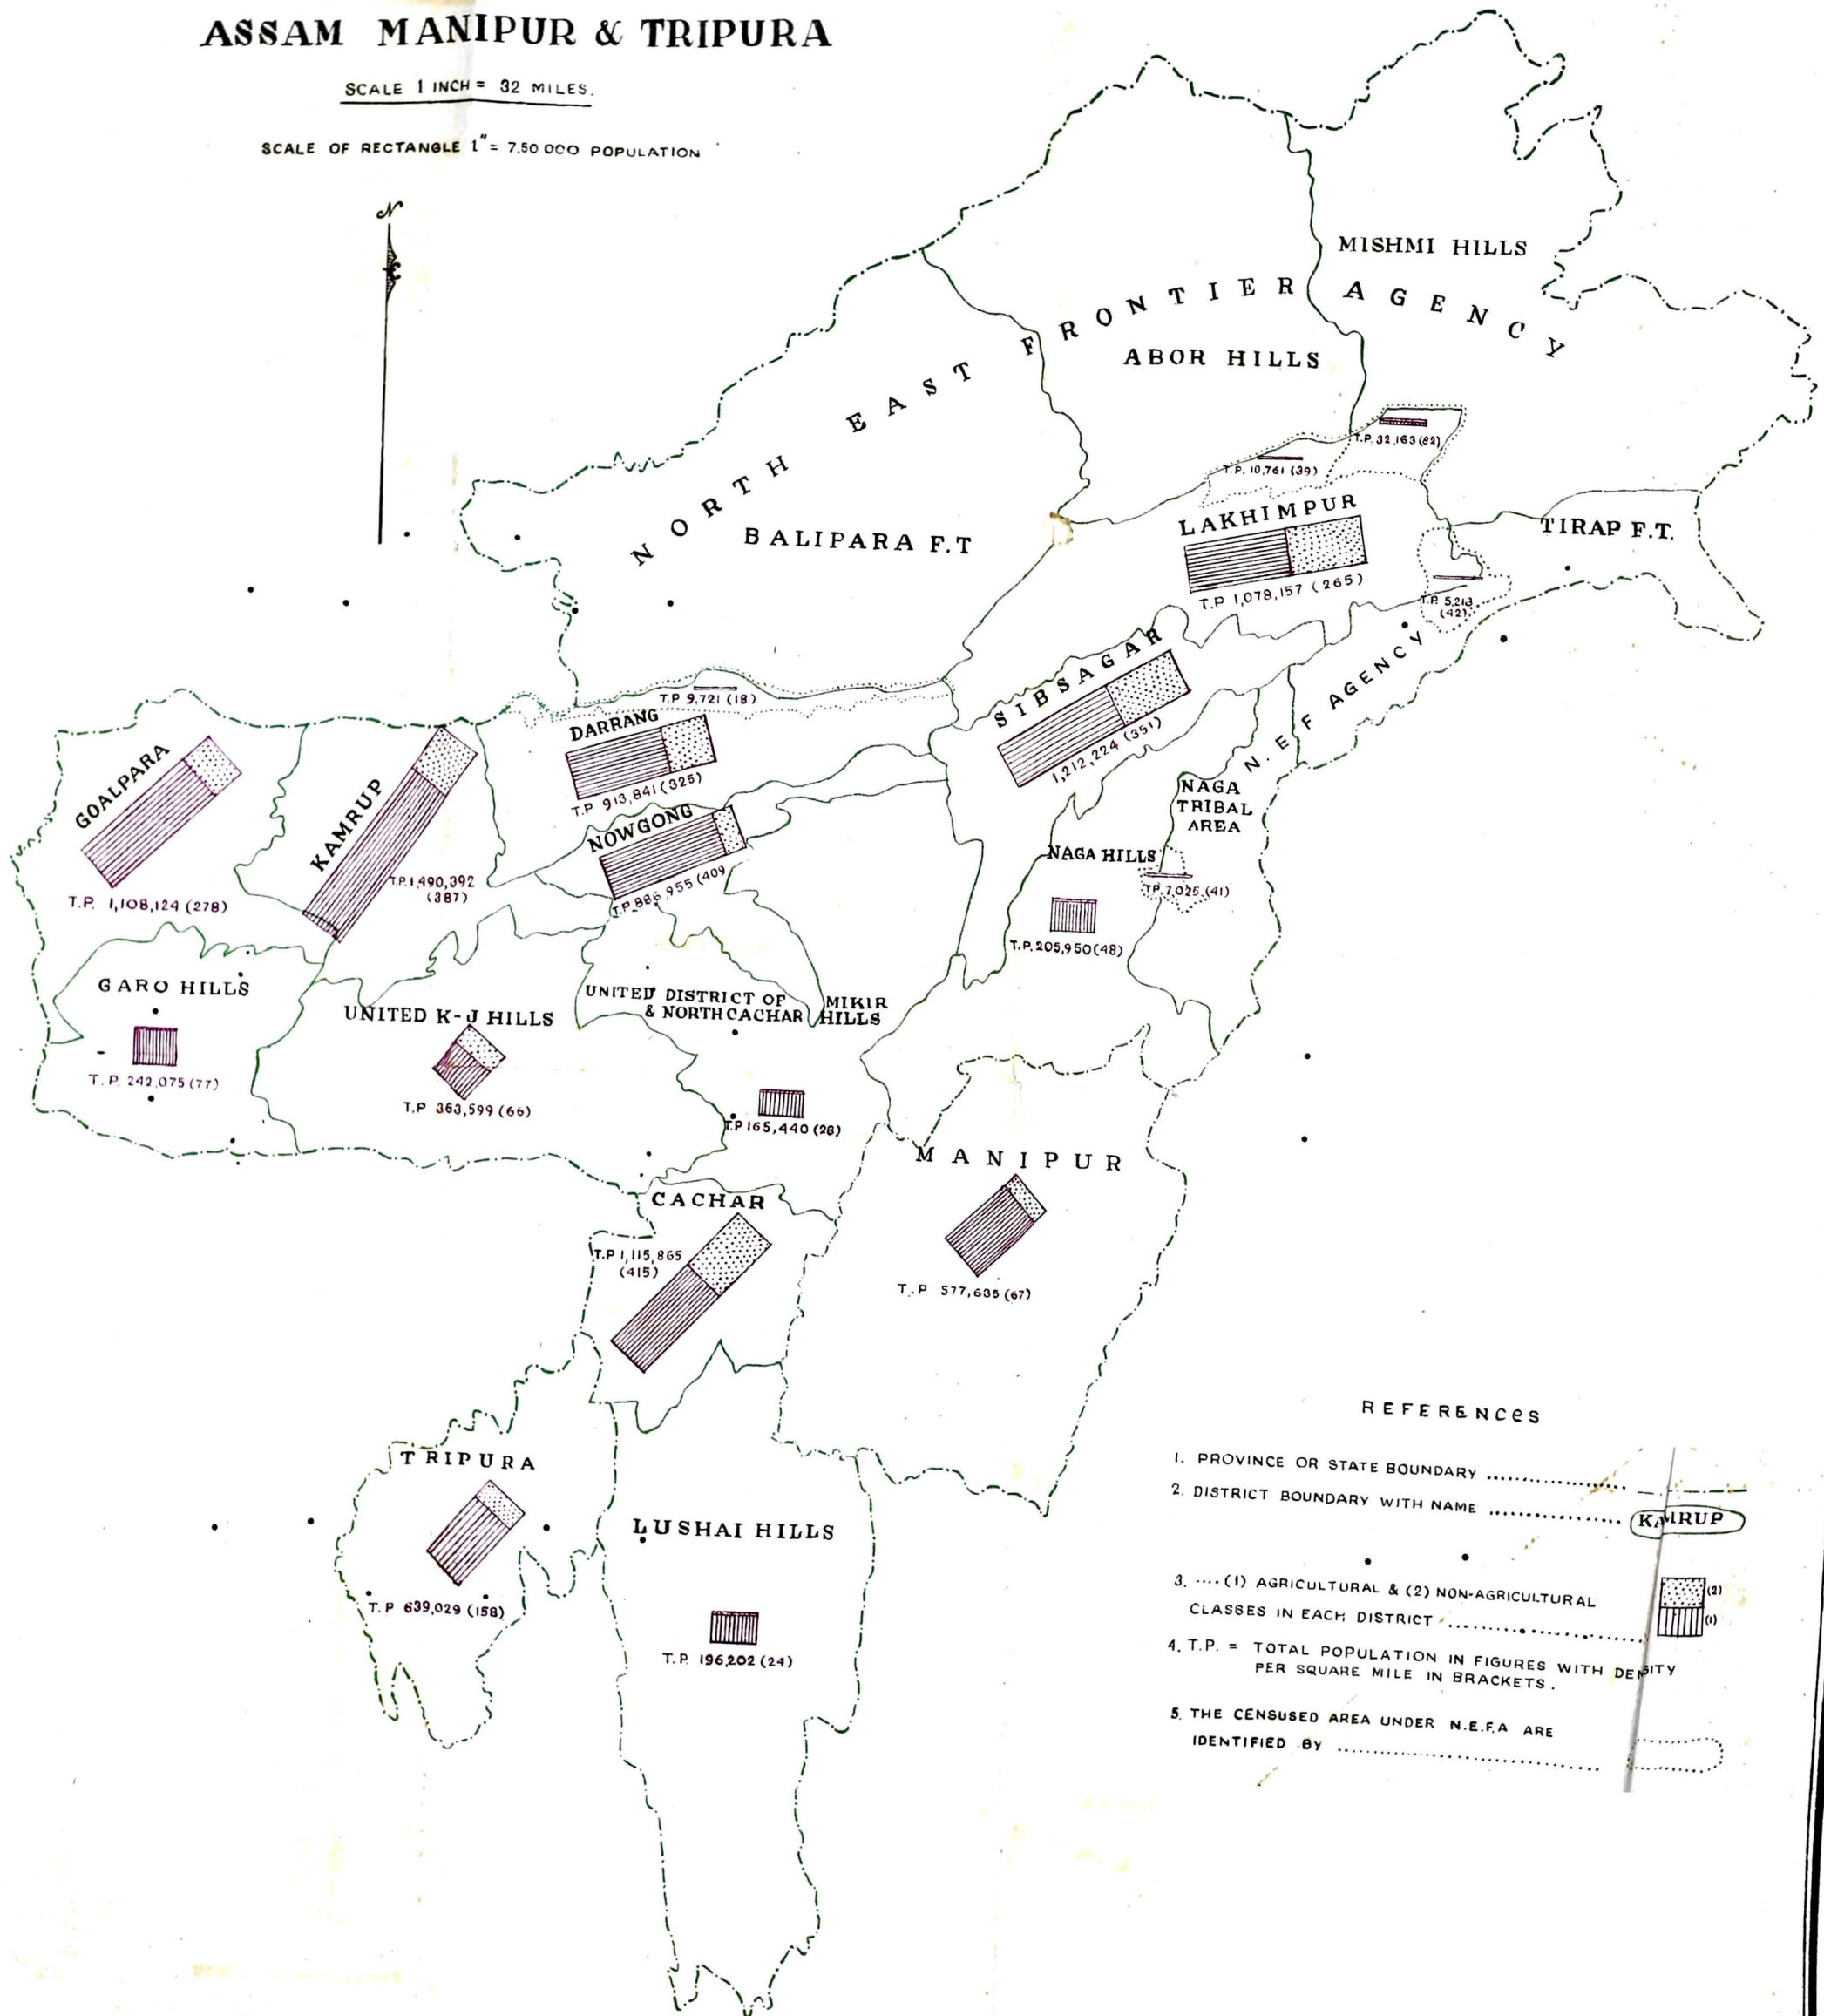 ASSAM MANIPUR & TRIPURA
SCALE 1 INCH = 32 MILES.
SCALE OF RECTANGLE 1" = 7,50 000 POPULATION
N
MISHMI HILLS
NORTH EAST FRONTIER AGENCY
ABOR HILLS
T.P. 32,163 (82)
T.P. 10,761 (39)
LAKHIMPUR
T.P 1,078,157 (265)
BALIPARA F.T
TIRAP F.T.
T.P. 5,213
(42)
N. E F AGENCY
SIBSAGAR
1,212,224 (351)
T.P 9,721 (18)
DARRANG
T.P 913,841 (325)
GOALPARA
T.P. 1,108,124 (278)
KAMRUP
T.P. 1,490,392
(387)
NOWGONG
T.P. 886,955 (409
NAGA
TRIBAL
AREA
NAGA HILLS
T.P. 7,025 (41)
T.P. 205,950 (48)
GARO HILLS
T.P. 242,075 (77)
UNITED K-J HILLS
T.P 363,599 (66)
UNITED DISTRICT OF MIKIR
& NORTH CACHAR HILLS
T.P 165,440 (28)
MANIPUR
T.P 577,635 (67)
CACHAR
T.P 1,115,865
(415)
TRIPURA
T.P 639,029 (158)
LUSHAI HILLS
T.P. 196,202 (24)
REFERENCeS
1. PROVINCE OR STATE BOUNDARY
2. DISTRICT BOUNDARY WITH NAME
KAMRUP
3. ....(1) AGRICULTURAL & (2) NON-AGRICULTURAL
CLASSES IN EACH DISTRICT
(2)
(1)
4. T.P. = TOTAL POPULATION IN FIGURES WITH DENSITY
PER SQUARE MILE IN BRACKETS.
5. THE CENSUSED AREA UNDER N.E.F.A ARE
IDENTIFIED BY